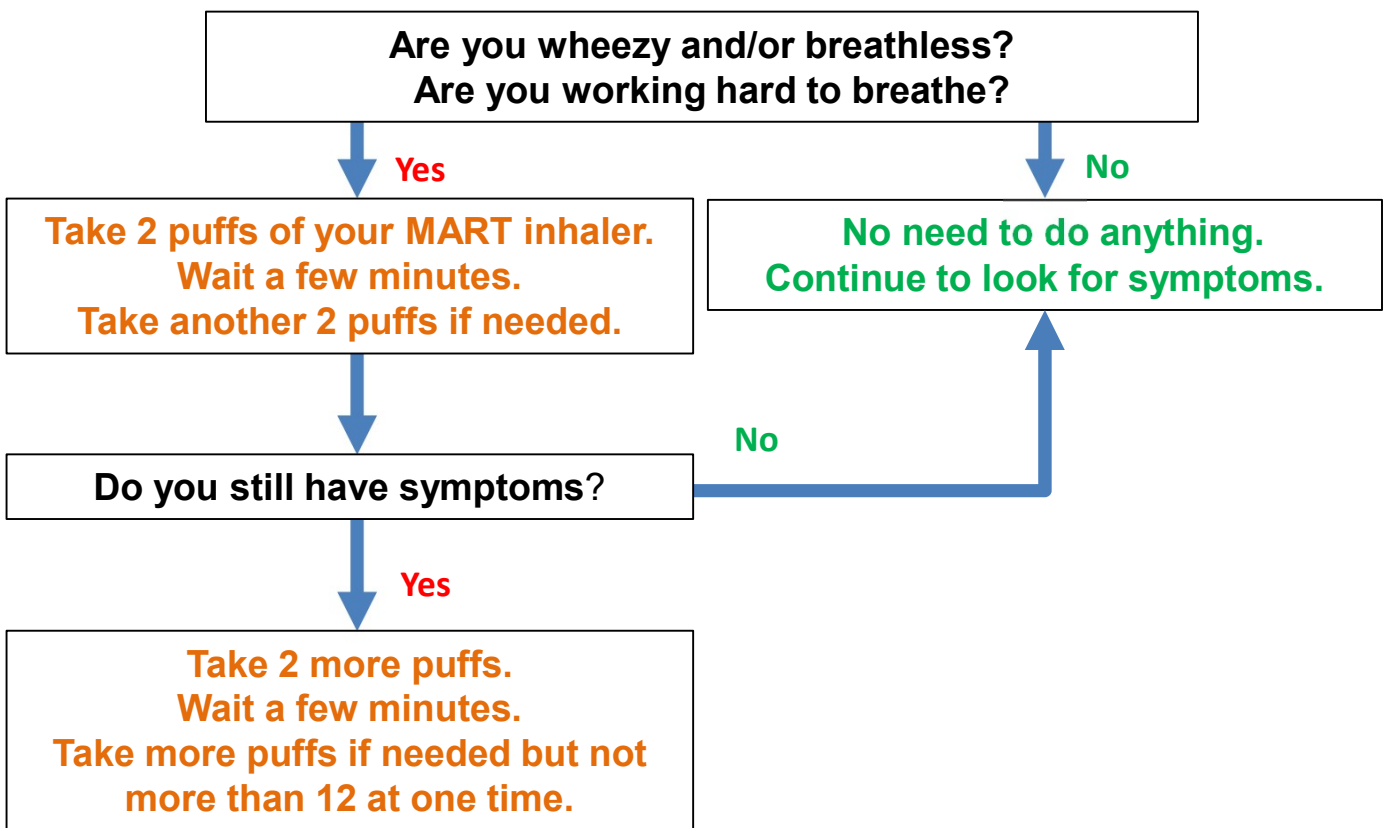 Are you wheezy and/or breathless?
Are you working hard to breathe?
Yes
No
Take 2 puffs of your MART inhaler.
Wait a few minutes.
Take another 2 puffs if needed.
No need to do anything.
Continue to look for symptoms.
No
Do you still have symptoms?
Yes
Take 2 more puffs.
Wait a few minutes.
Take more puffs if needed but not
more than 12 at one time.